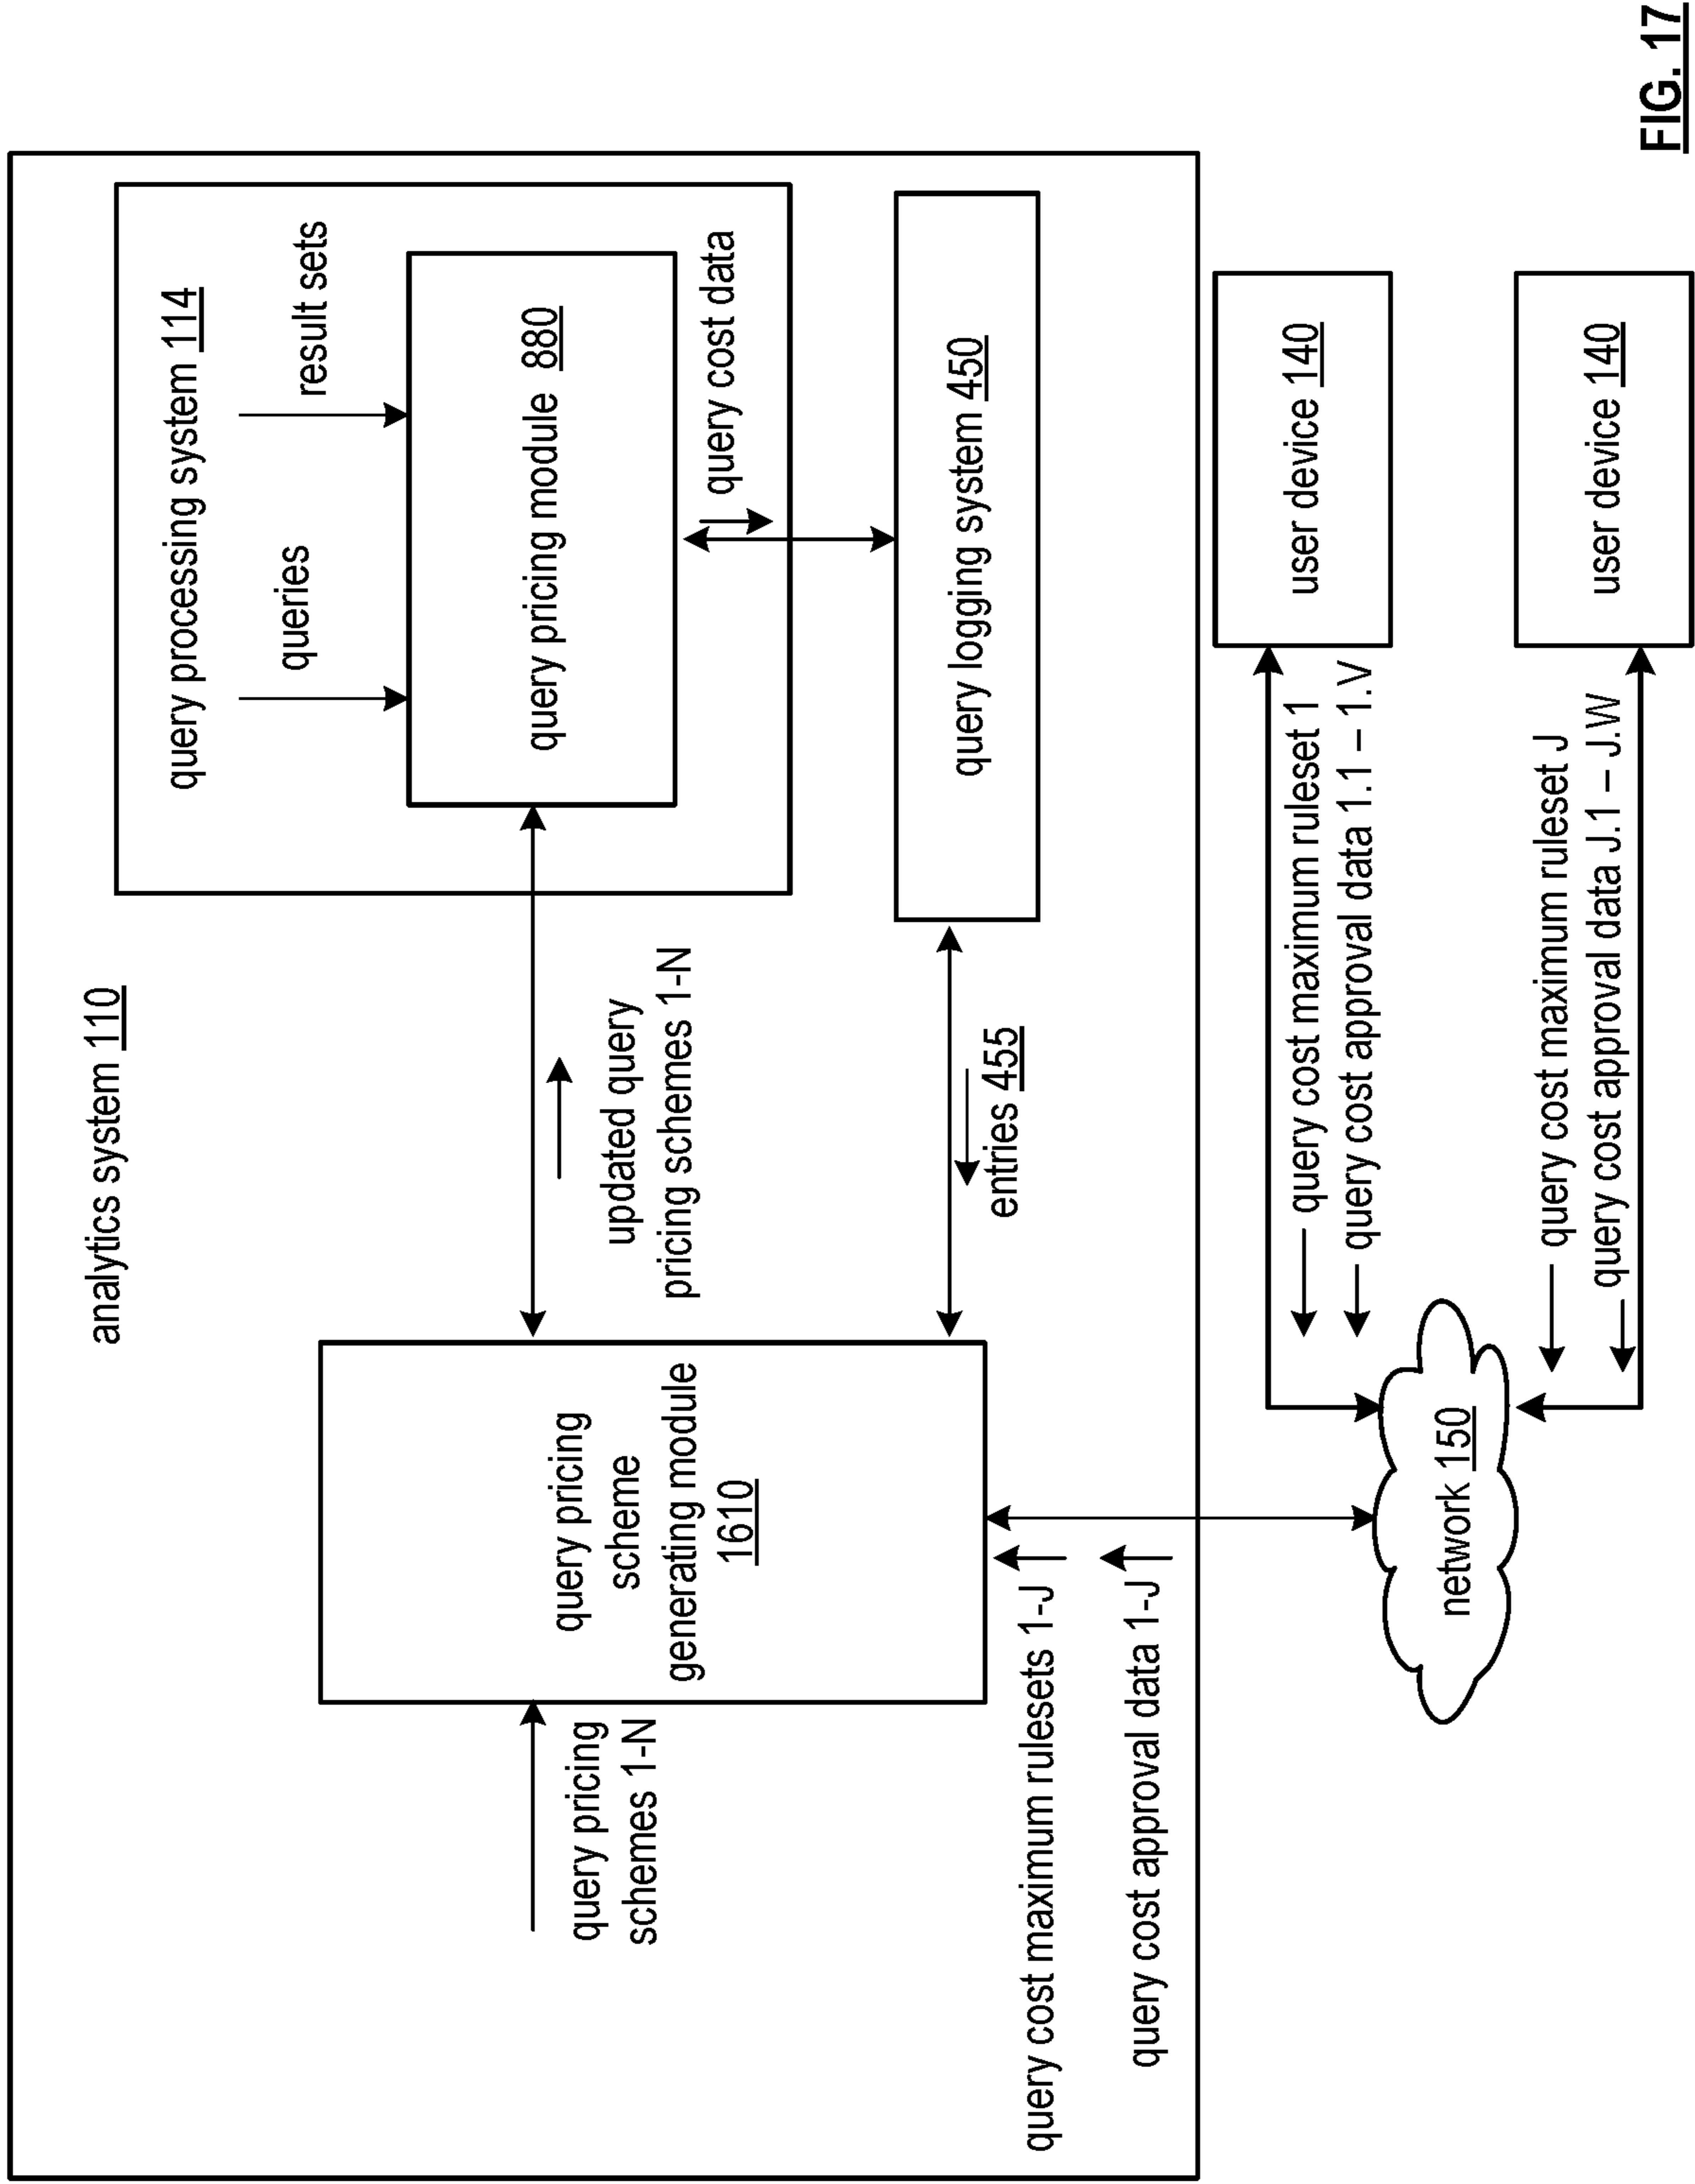 analytics system 110
query processing system 114
queries
result sets
query pricing module 880
query cost data
query pricing
schemes 1-N
query pricing
scheme
generating module
1610
updated query
pricing schemes 1-N
query logging system 450
entries 455
query cost maximum rulesets 1-J
query cost approval data 1-J
query cost maximum ruleset 1
query cost approval data 1.1 – 1.V
user device 140
network 150
query cost maximum ruleset J
query cost approval data J.1 – J.W
user device 140
FIG. 17